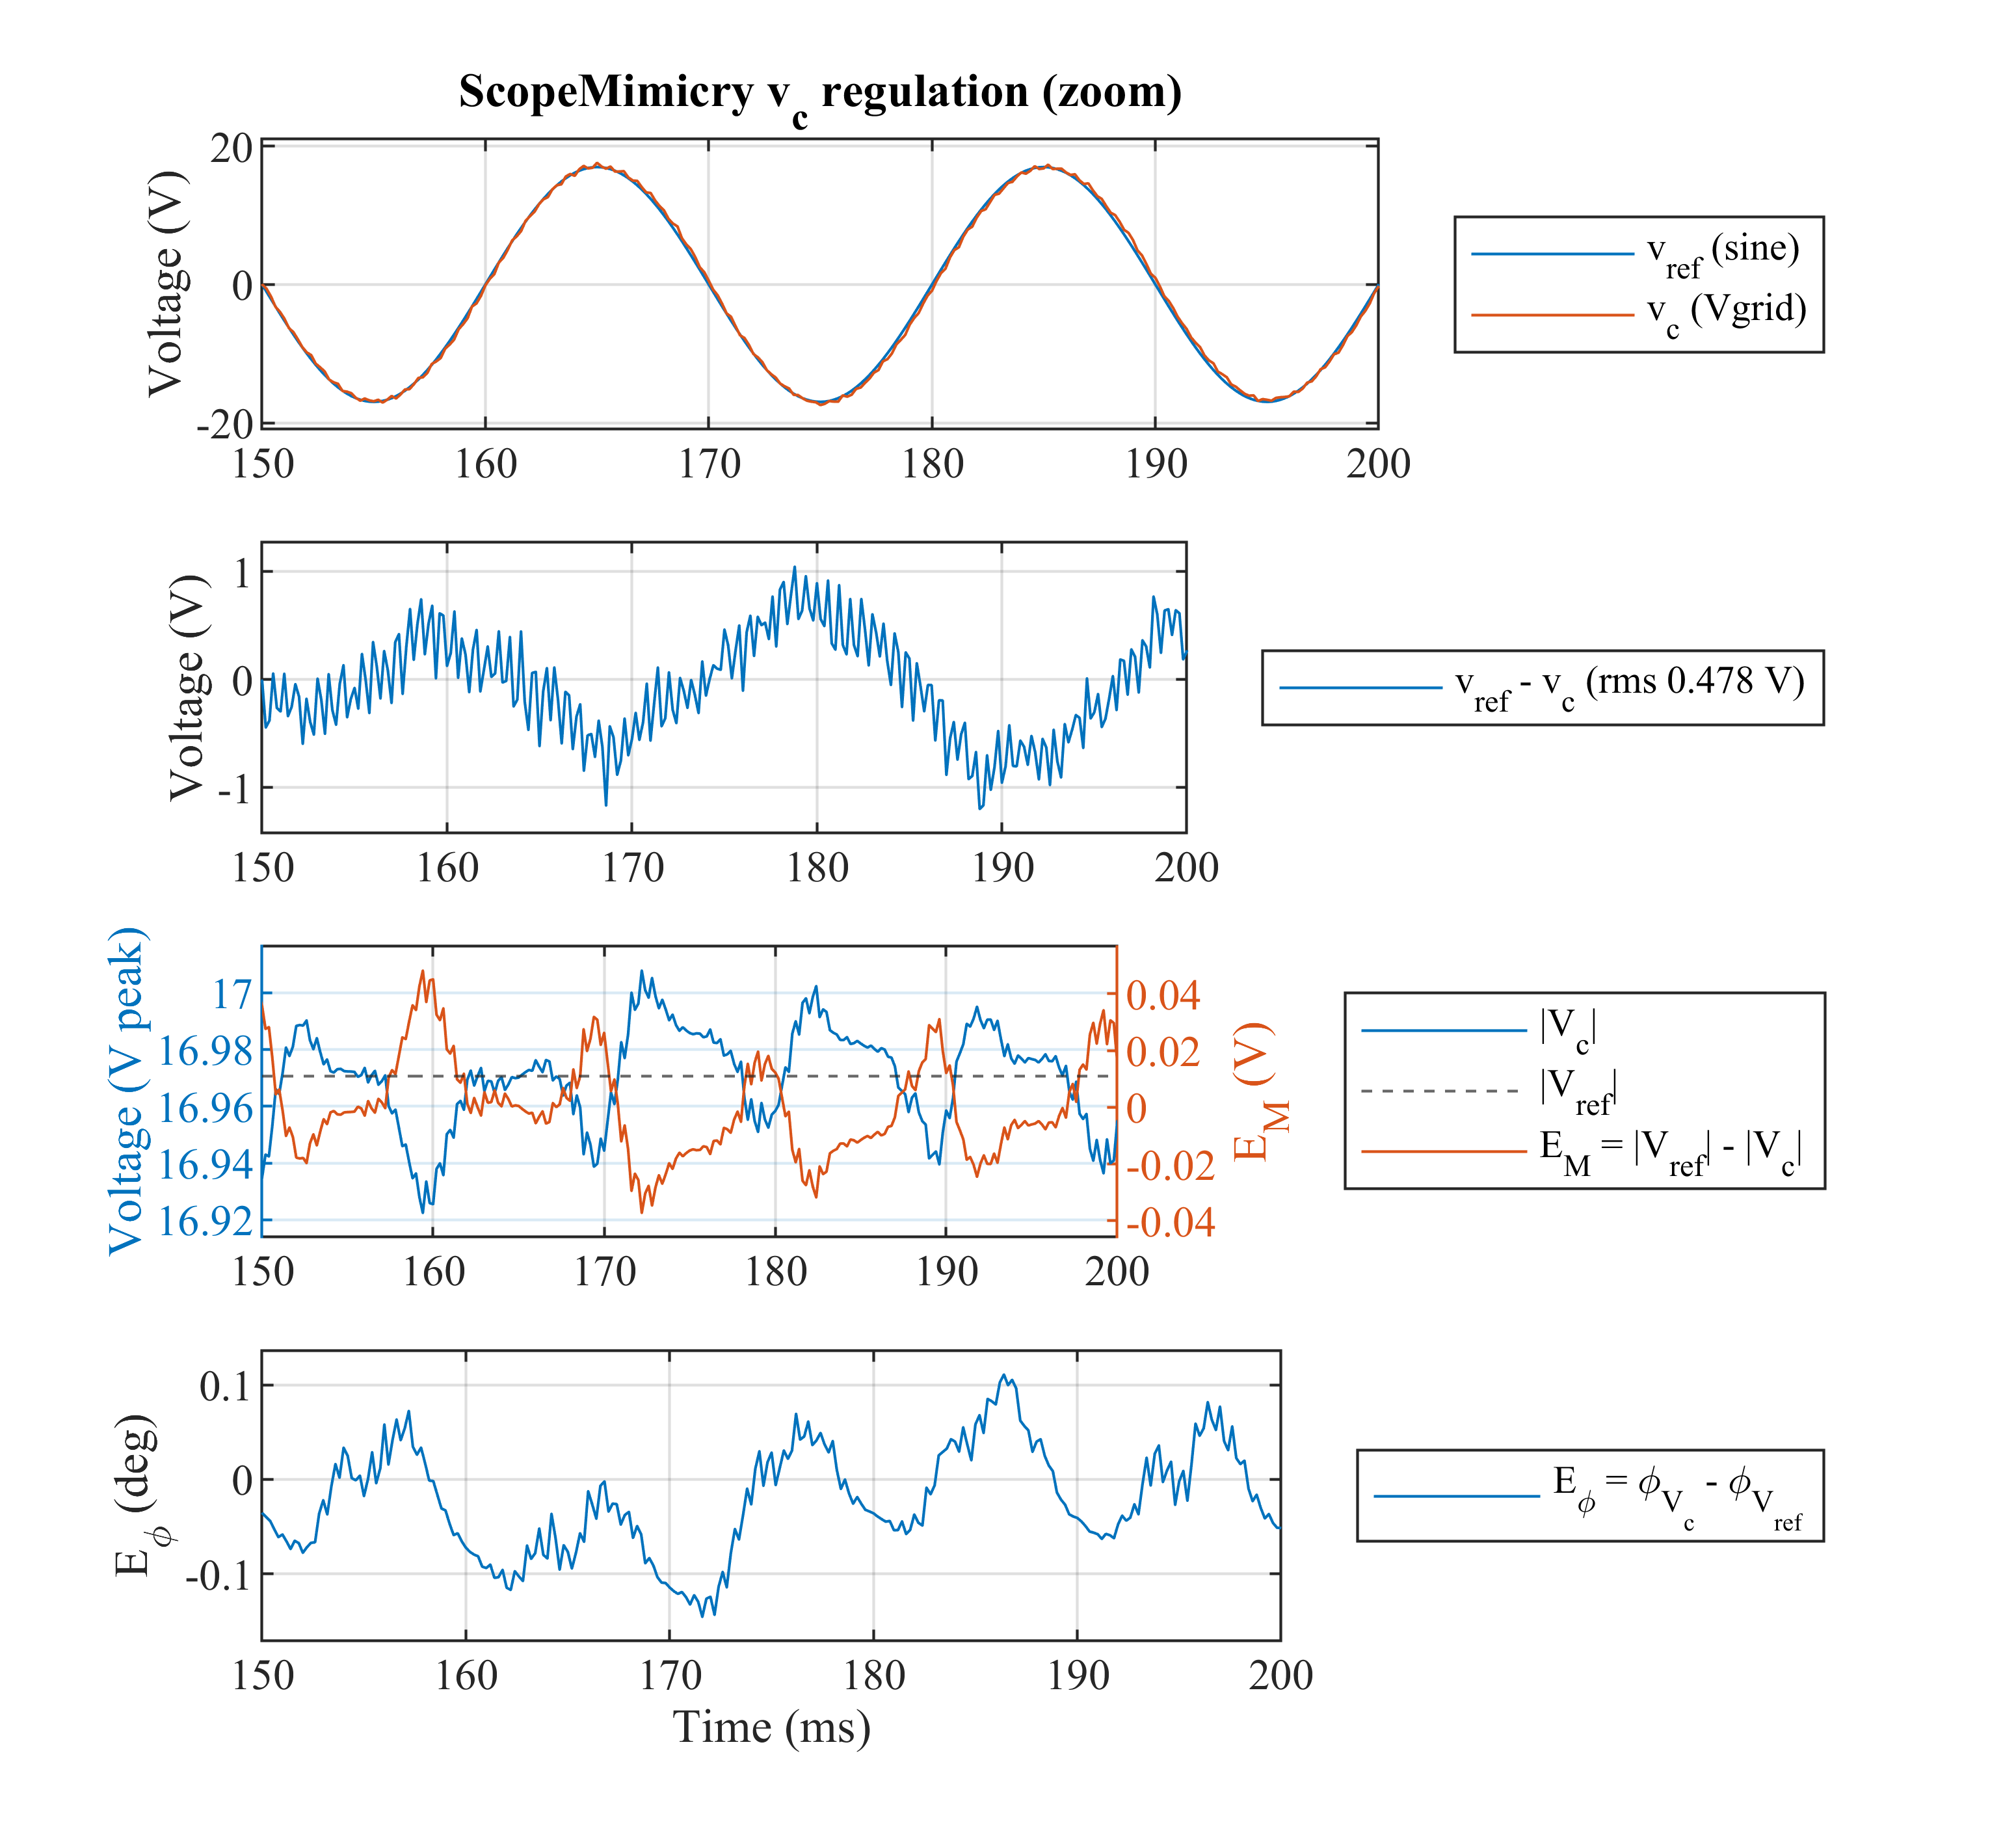 ScopeMimicry v_c regulation (zoom)
Voltage (V)
20
0
-20
150 160 170 180 190 200
v_ref (sine)
v_c (Vgrid)
Voltage (V)
1
0
-1
150 160 170 180 190 200
v_ref - v_c (rms 0.478 V)
Voltage (V peak)
17
16.98
16.96
16.94
16.92
0.04
0.02
0
-0.02
-0.04
E_M (V)
150 160 170 180 190 200
|V_c|
|V_ref|
E_M = |V_ref| - |V_c|
E_ϕ (deg)
0.1
0
-0.1
150 160 170 180 190 200
Time (ms)
E_ϕ = ϕ_V_c - ϕ_V_ref